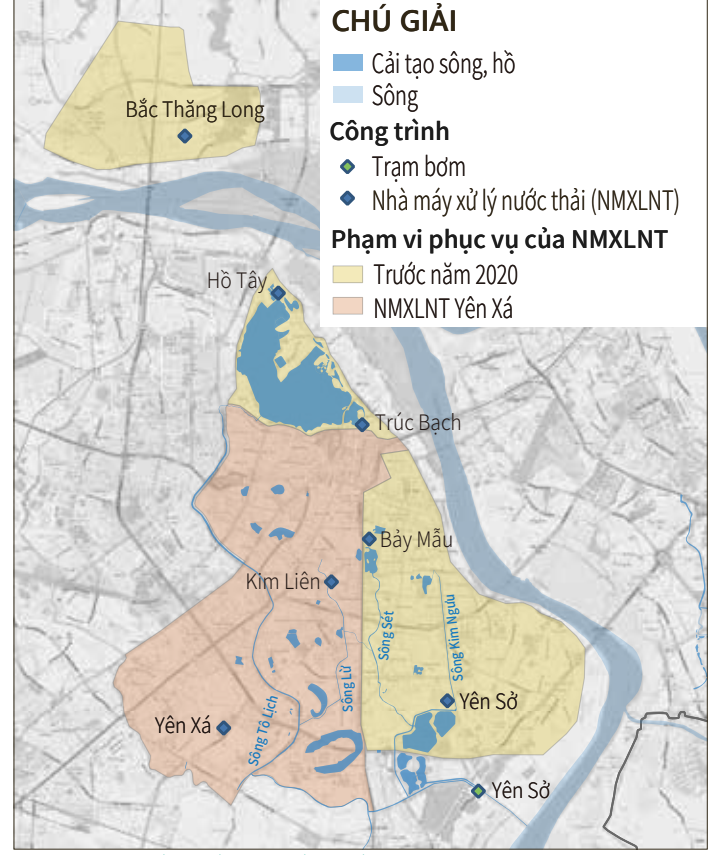 CHÚ GIẢI
Cải tạo sông, hồ
Sông
Công trình
Trạm bơm
Nhà máy xử lý nước thải (NMXLNT)
Phạm vi phục vụ của NMXLNT
Trước năm 2020
NMXLNT Yên Xá
Bắc Thăng Long
Hồ Tây
Trúc Bạch
Bảy Mẫu
Kim Liên
Sông Sét
Sông Kim Ngưu
Sông Lừ
Sông Tô Lịch
Yên Xá
Yên Sở
Yên Sở